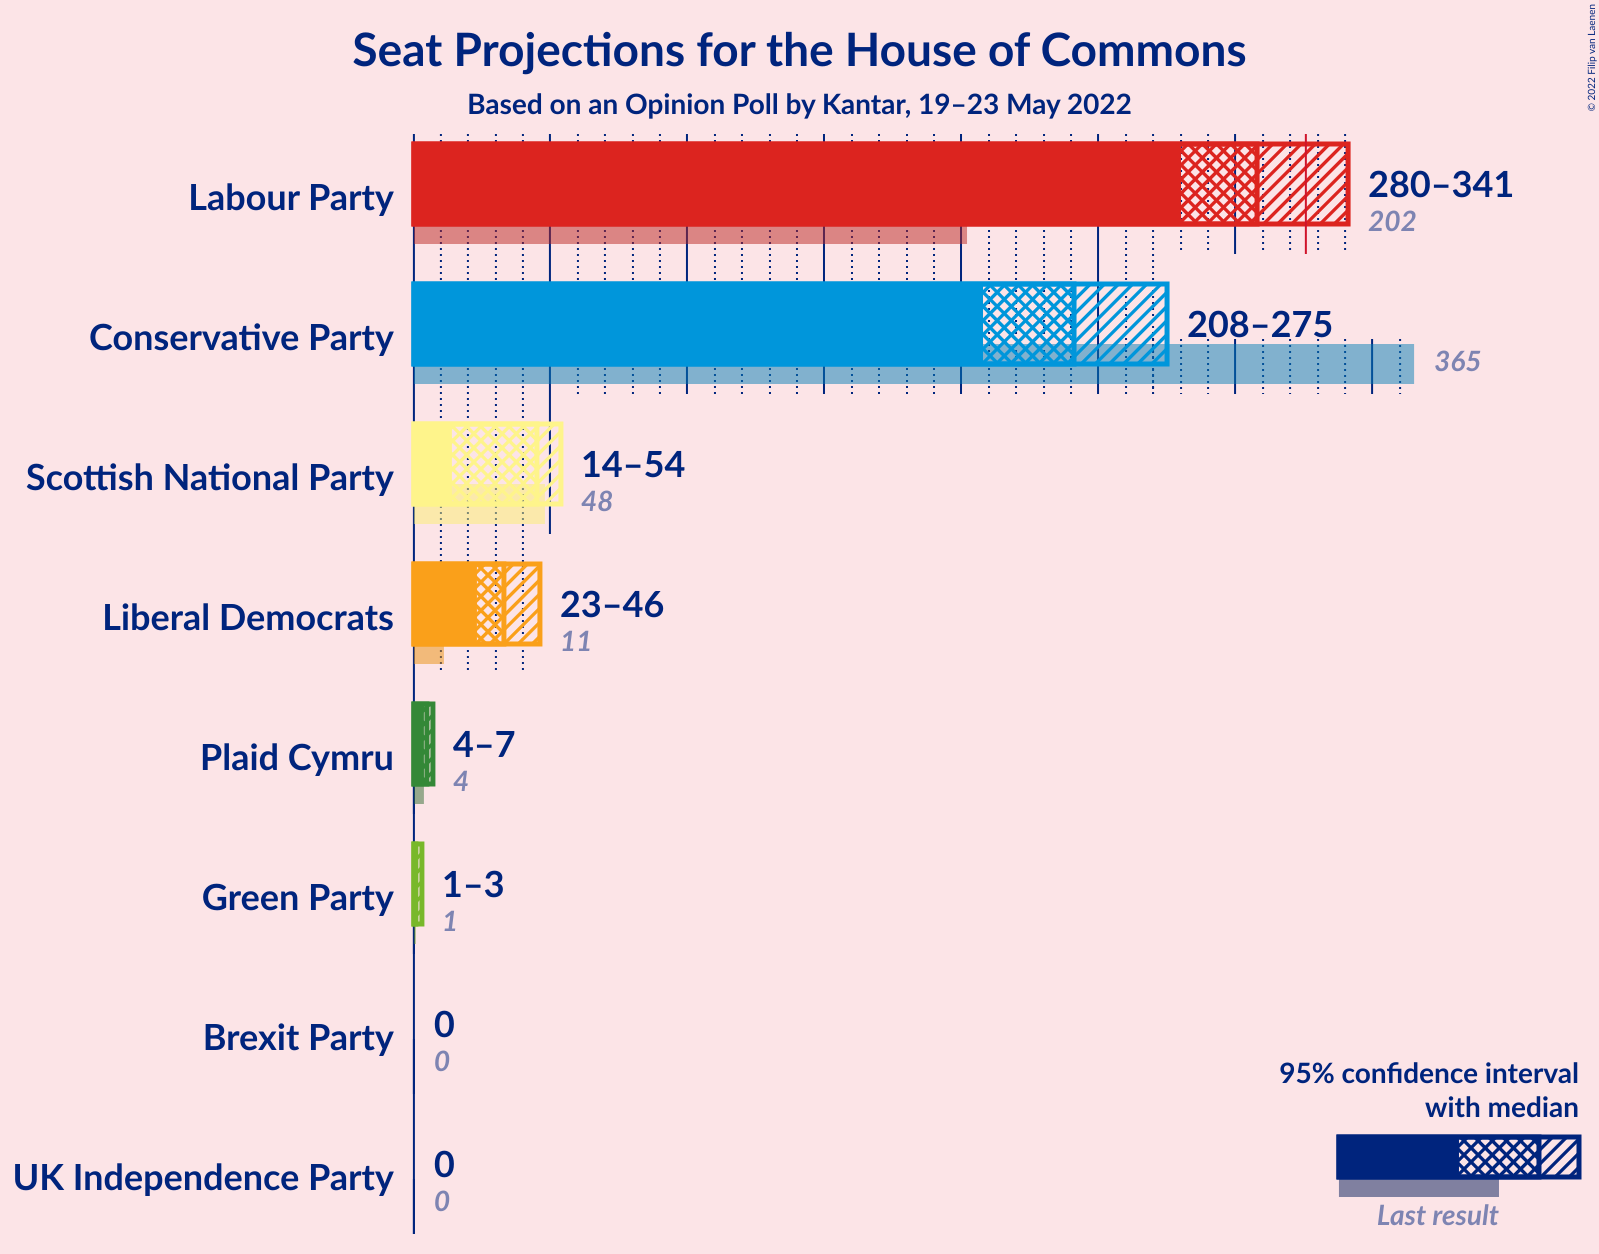 Seat Projections for the House of Commons
Based on an Opinion Poll by Kantar, 19–23 May 2022
© 2022 Filip van Laenen
Labour Party
280–341
202
Conservative Party
208–275
365
Scottish National Party
14–54
48
Liberal Democrats
23–46
11
Plaid Cymru
4–7
4
Green Party
1–3
1
Brexit Party
0
0
UK Independence Party
0
0
95% confidence interval
with median
Last result